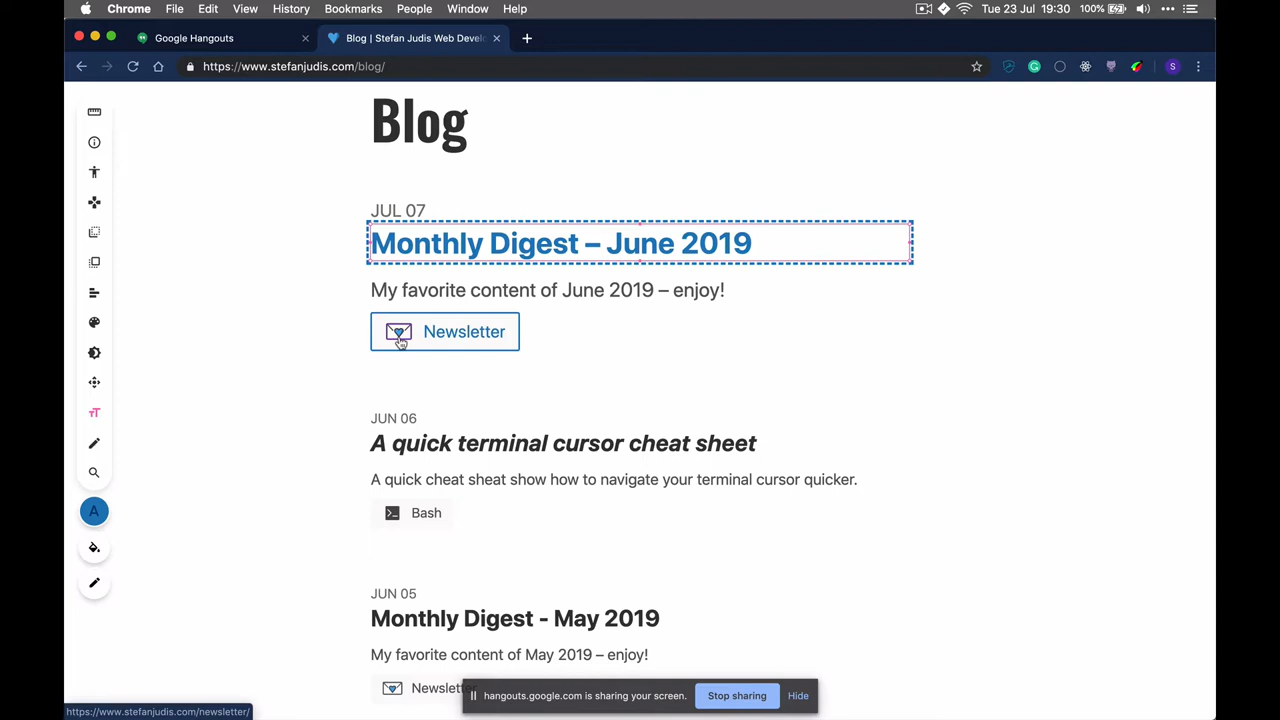 Chrome File Edit View History Bookmarks People Window Help Tue 23 Jul 19:30 100%
Google Hangouts Blog | Stefan Judis Web Develo
https://www.stefanjudis.com/blog/ S
Blog
JUL 07
Monthly Digest – June 2019
My favorite content of June 2019 – enjoy!
Newsletter
JUN 06
A quick terminal cursor cheat sheet
A quick cheat sheat show how to navigate your terminal cursor quicker.
Bash
A
JUN 05
Monthly Digest - May 2019
My favorite content of May 2019 – enjoy!
Newslett
hangouts.google.com is sharing your screen. Stop sharing Hide
https://www.stefanjudis.com/newsletter/